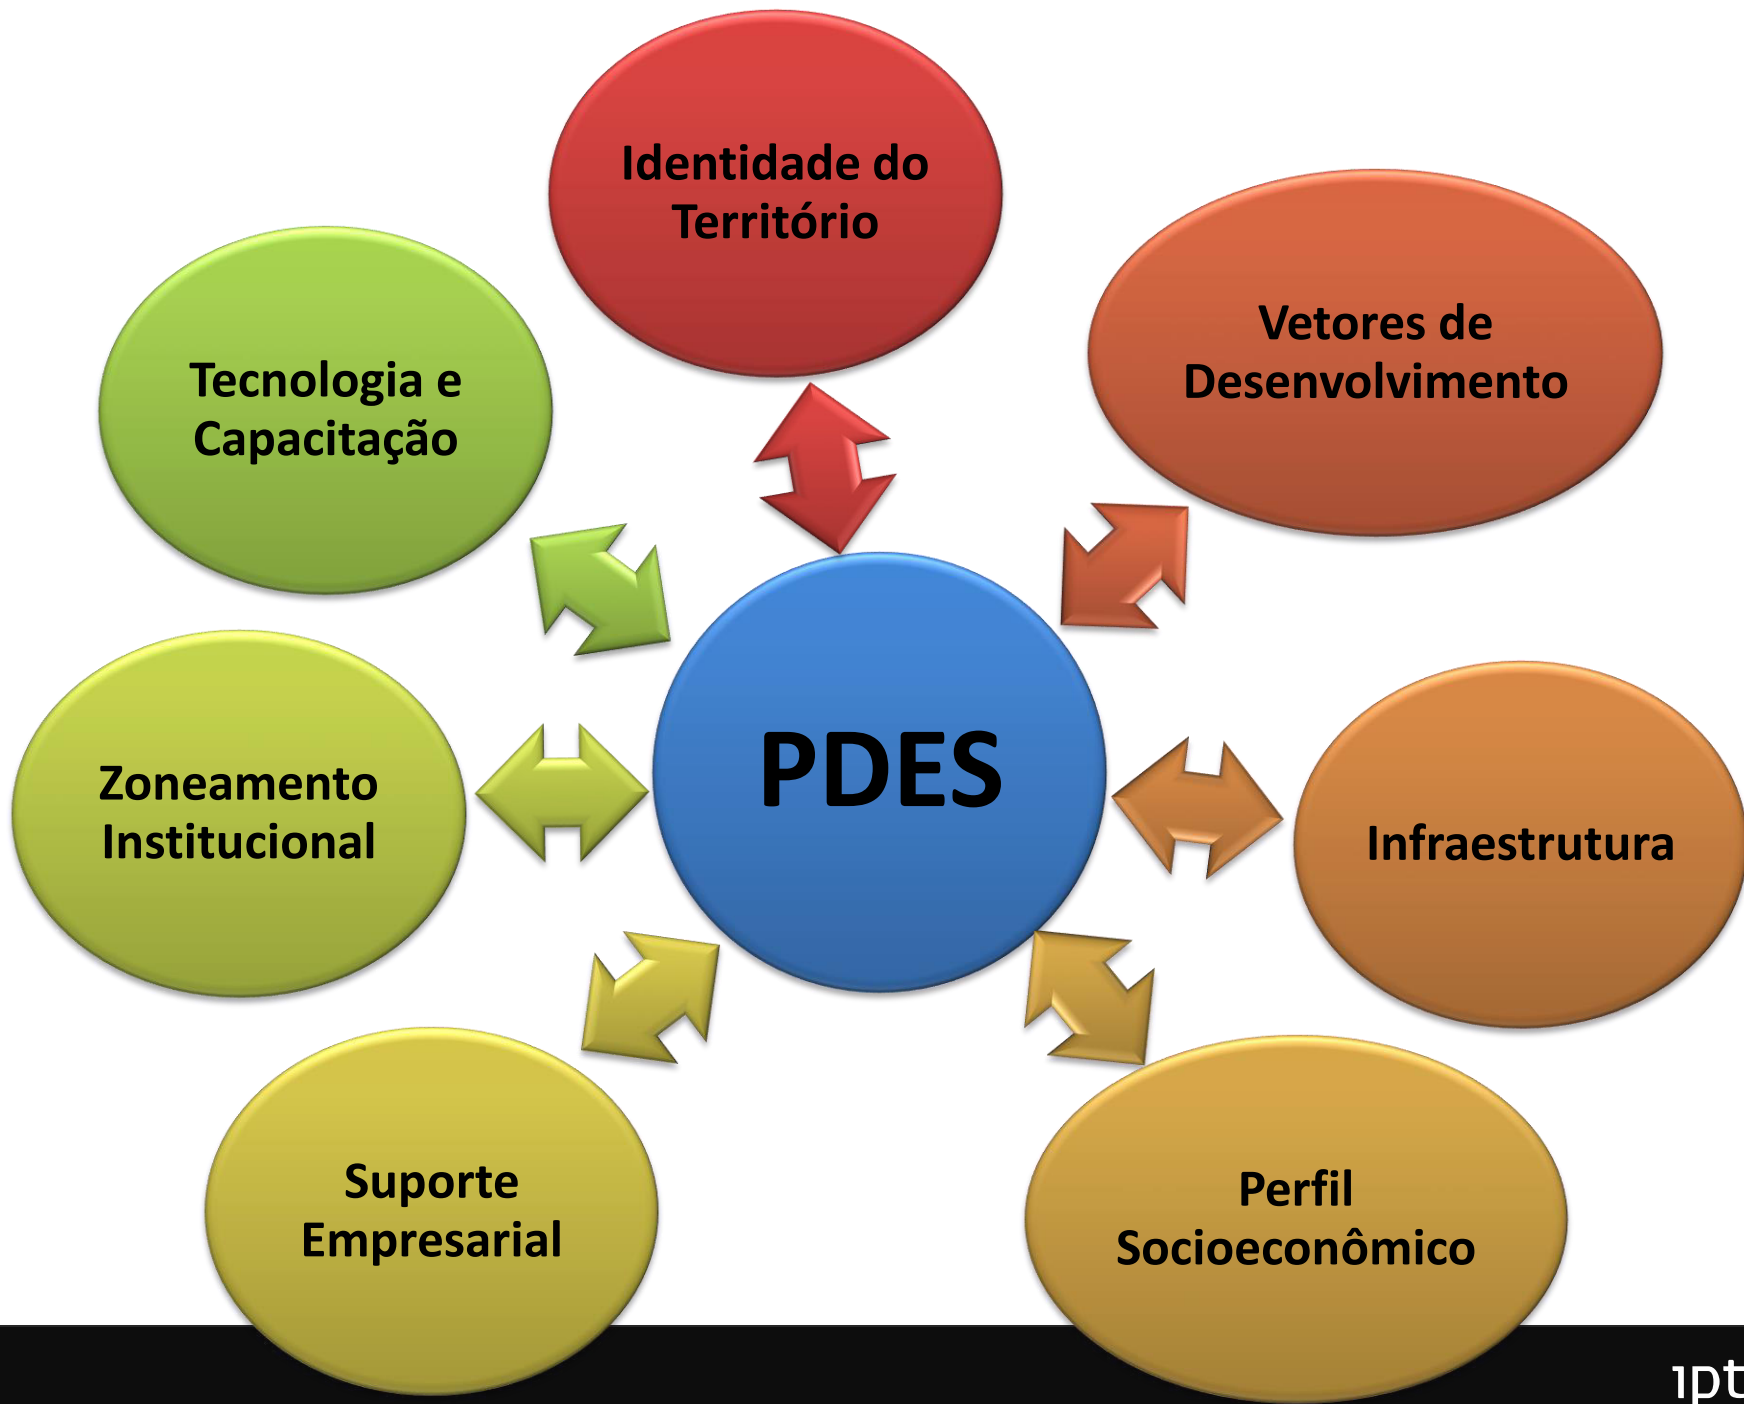 Identidade do
Território
Vetores de
Desenvolvimento
Tecnologia e
Capacitação
PDES
Zoneamento
Institucional
Infraestrutura
Suporte
Empresarial
Perfil
Socioeconômico
ipt